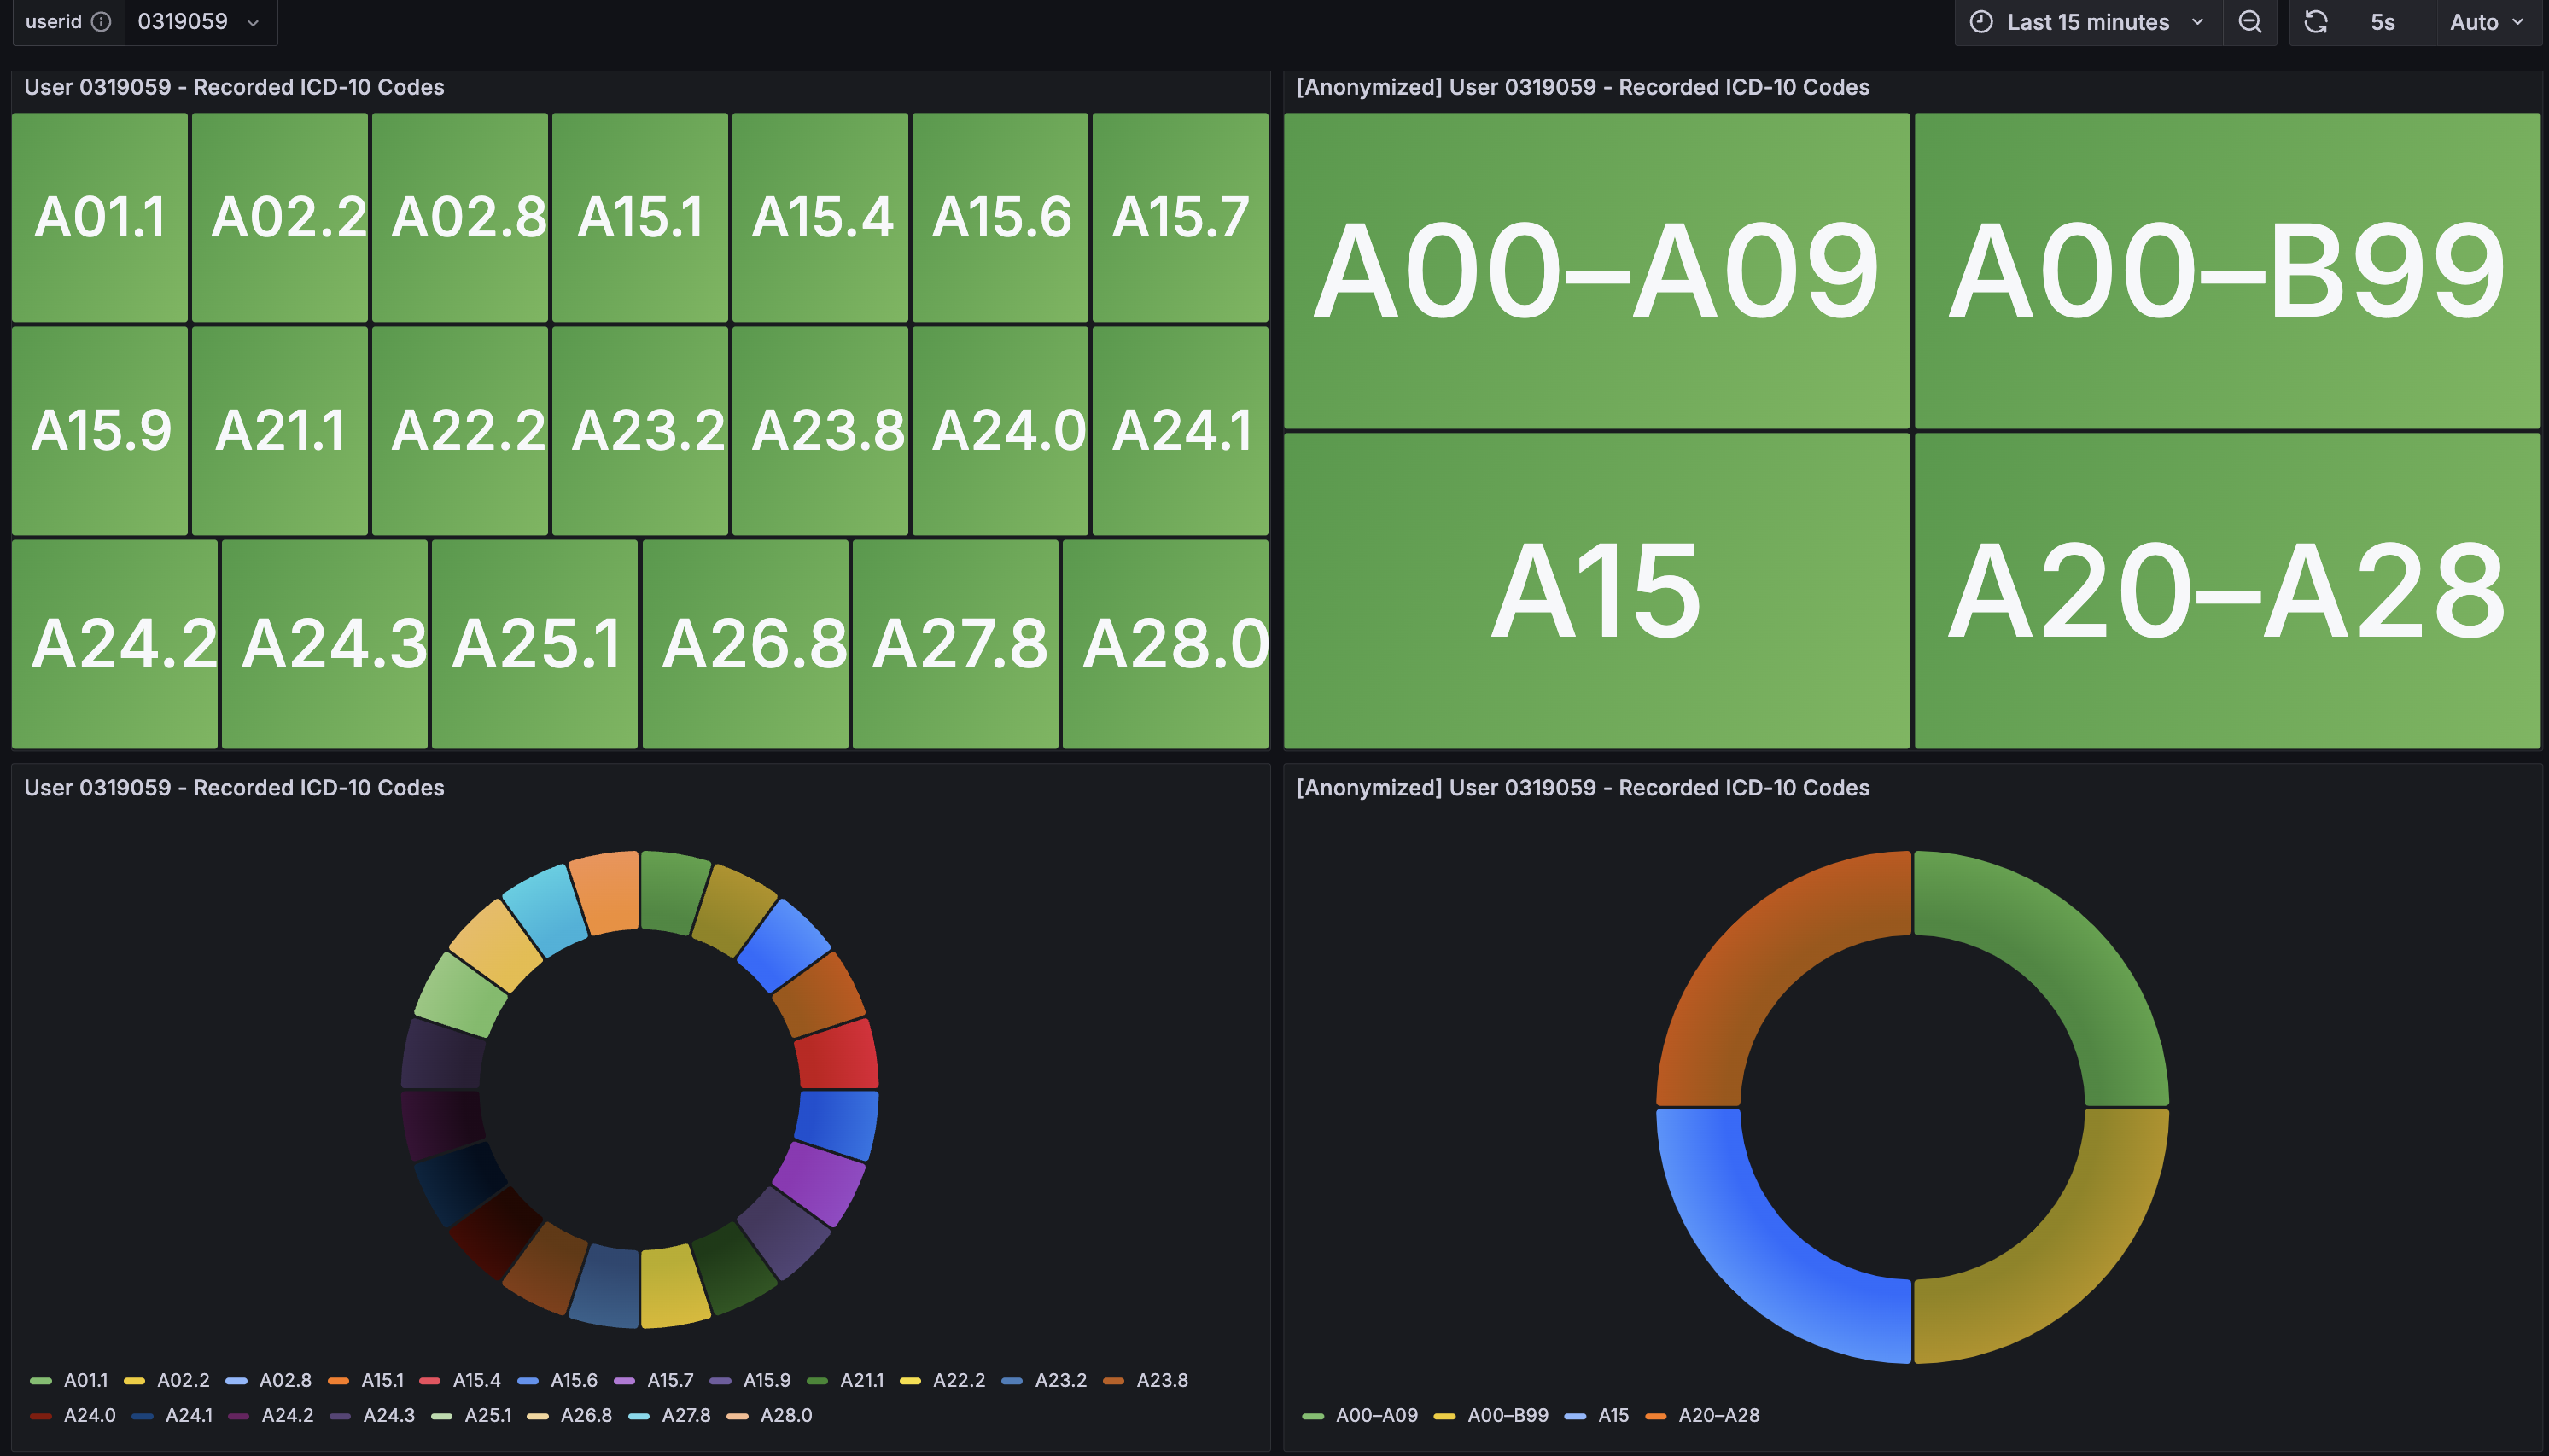 userid 0319059 Last 15 minutes 5s Auto
User 0319059 - Recorded ICD-10 Codes
A01.1 A02.2 A02.8 A15.1 A15.4 A15.6 A15.7
A15.9 A21.1 A22.2 A23.2 A23.8 A24.0 A24.1
A24.2 A24.3 A25.1 A26.8 A27.8 A28.0
[Anonymized] User 0319059 - Recorded ICD-10 Codes
A00–A09 A00–B99
A15 A20–A28
User 0319059 - Recorded ICD-10 Codes
A01.1 A02.2 A02.8 A15.1 A15.4 A15.6 A15.7 A15.9 A21.1 A22.2 A23.2 A23.8
A24.0 A24.1 A24.2 A24.3 A25.1 A26.8 A27.8 A28.0
[Anonymized] User 0319059 - Recorded ICD-10 Codes
A00–A09 A00–B99 A15 A20–A28